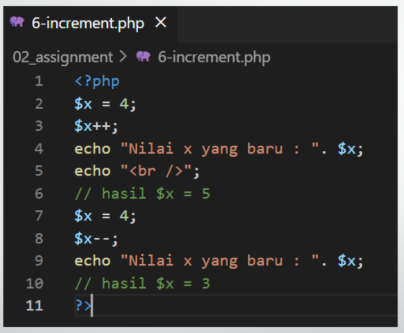 6-increment.php ×
02_assignment > 6-increment.php
1 <?php
2 $x = 4;
3 $x++;
4 echo "Nilai x yang baru : ". $x;
5 echo "<br />";
6 // hasil $x = 5
7 $x = 4;
8 $x--;
9 echo "Nilai x yang baru : ". $x;
10 // hasil $x = 3
11 ?>